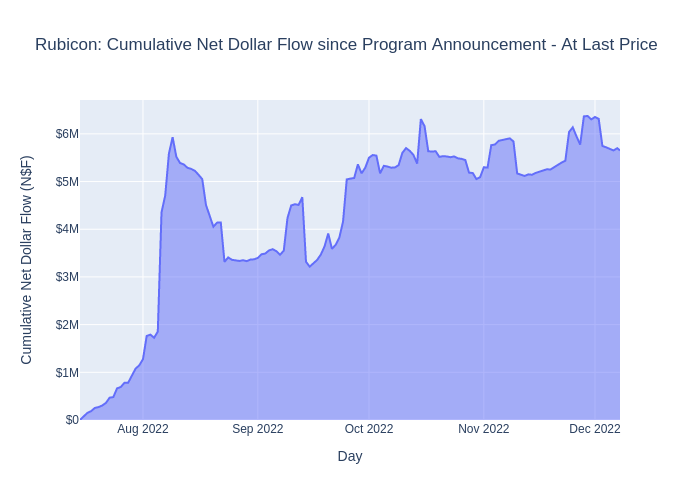 Rubicon: Cumulative Net Dollar Flow since Program Announcement - At Last Price
Cumulative Net Dollar Flow (N$F)
$6M
$5M
$4M
$3M
$2M
$1M
$0
Aug 2022
Sep 2022
Oct 2022
Nov 2022
Dec 2022
Day